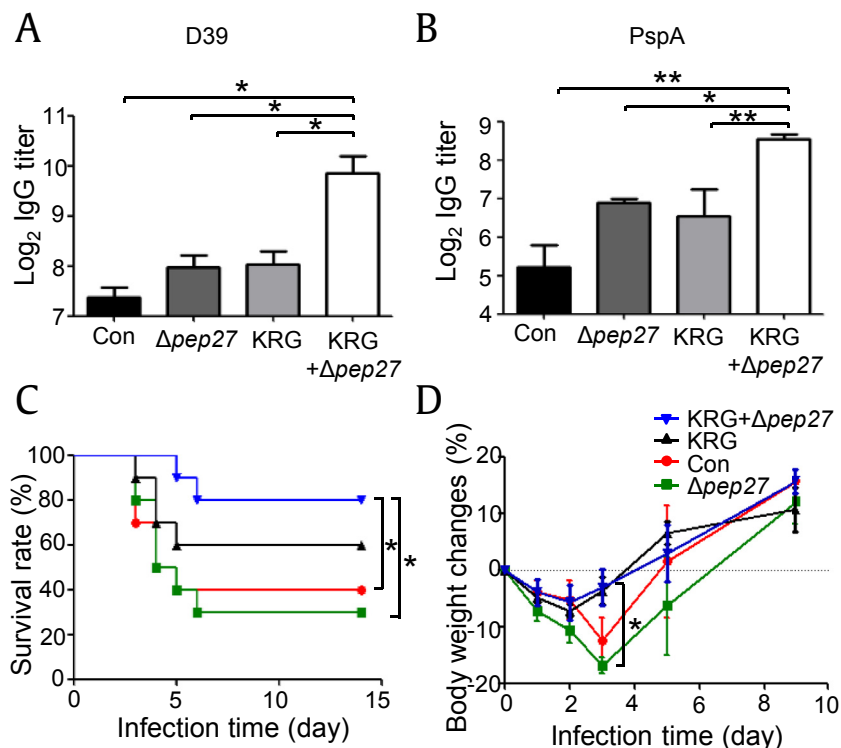 A
D39
*
*
*
Log₂ IgG titer
11
10
9
8
7
Con
Δpep27
KRG
KRG
+Δpep27
B
PspA
**
*
**
Log₂ IgG titer
9
8
7
6
5
4
Con
Δpep27
KRG
KRG
+Δpep27
C
Survival rate (%)
100
80
60
40
20
0
0
5
10
15
Infection time (day)
*
*
D
KRG+Δpep27
KRG
Con
Δpep27
Body weight changes (%)
20
10
0
-10
-20
0
2
4
6
8
10
Infection time (day)
*